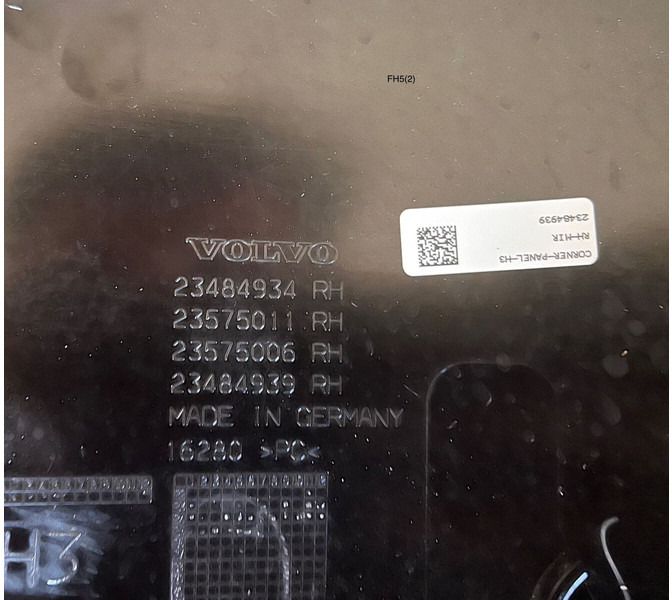 FH5(2)
VOLVO
23484934 RH
23575011 RH
23575006 RH
23484939 RH
MADE IN GERMANY
16280 >PC<
H3
CORNER-PANEL-H3
RH-MIR
23484939